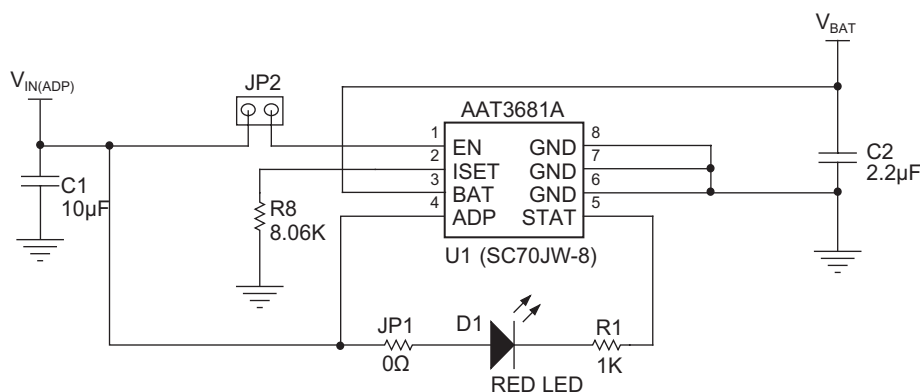 V_BAT
V_IN(ADP)
JP2
AAT3681A
1 EN GND 8
2 ISET GND 7
3 BAT GND 6
4 ADP STAT 5
C1
10µF
C2
2.2µF
R8
8.06K
U1 (SC70JW-8)
JP1
0Ω
D1
RED LED
R1
1K